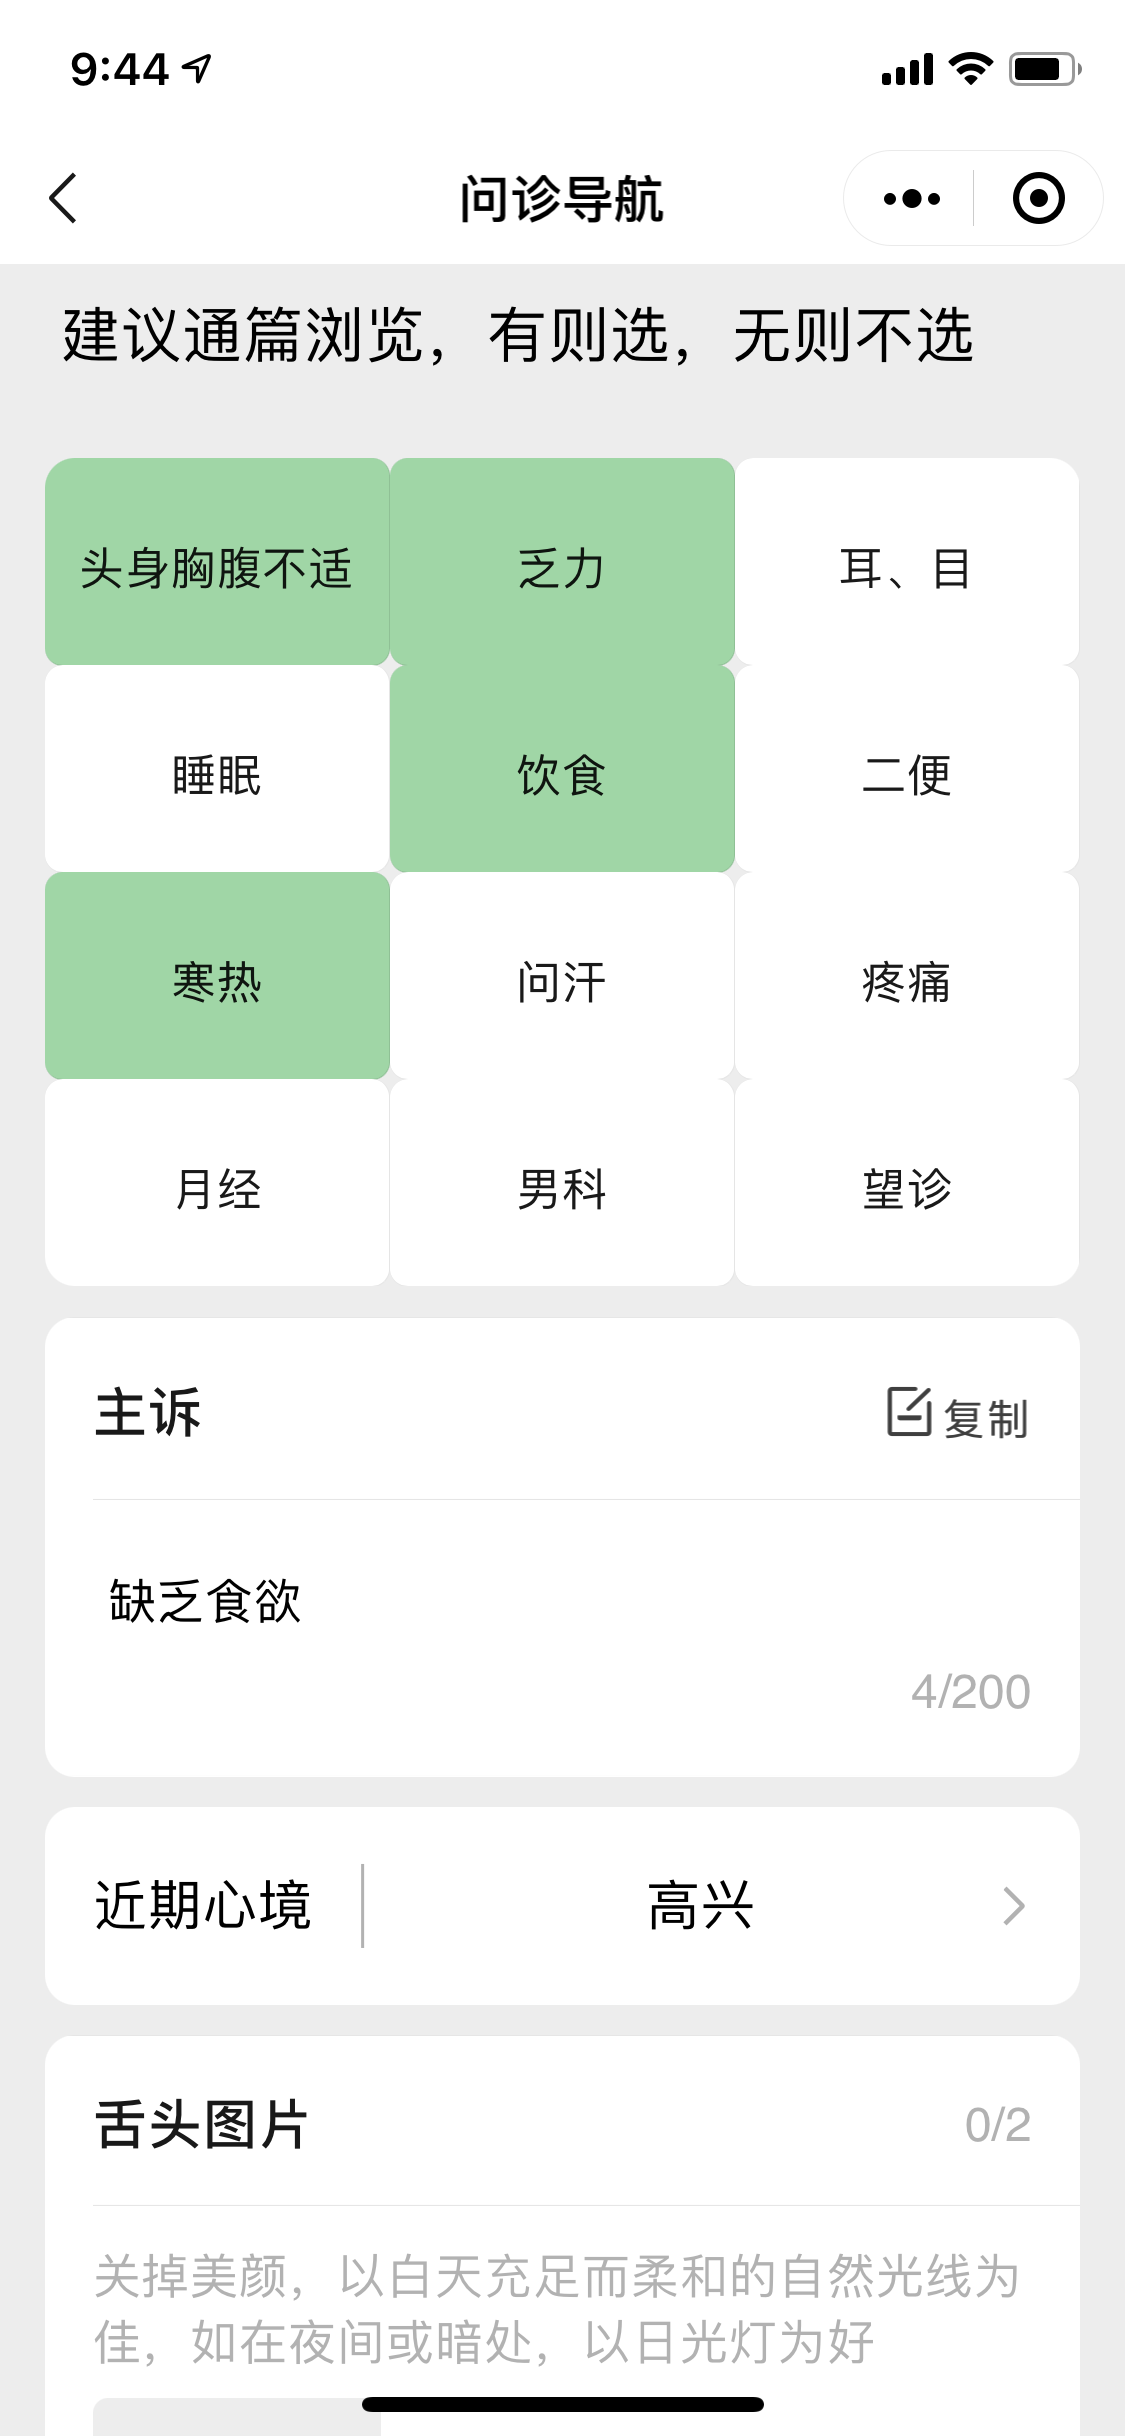 9:44
问诊导航
建议通篇浏览，有则选，无则不选
头身胸腹不适
乏力
耳、目
睡眠
饮食
二便
寒热
问汗
疼痛
月经
男科
望诊
主诉
复制
缺乏食欲
4/200
近期心境
高兴
舌头图片
0/2
关掉美颜，以白天充足而柔和的自然光线为
佳，如在夜间或暗处，以日光灯为好